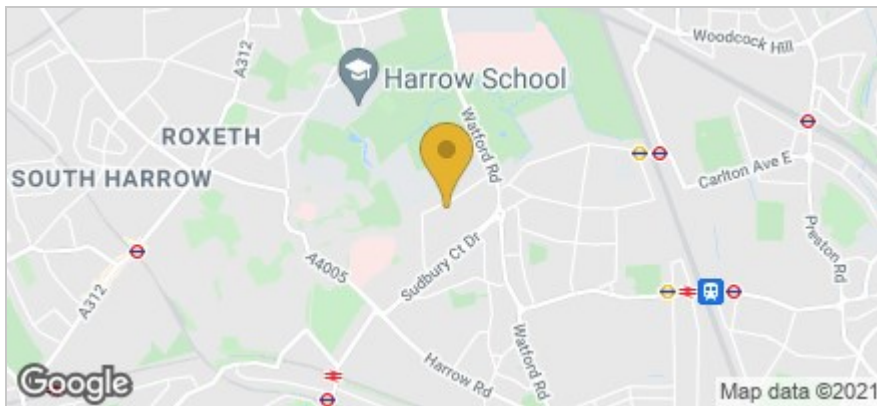 A312
Woodcock Hill
Harrow School
Watford Rd
ROXETH
SOUTH HARROW
Carlton Ave E
Preston Rd
A4005
Sudbury Ct Dr
A312
Watford Rd
Harrow Rd
Google
Map data ©2021